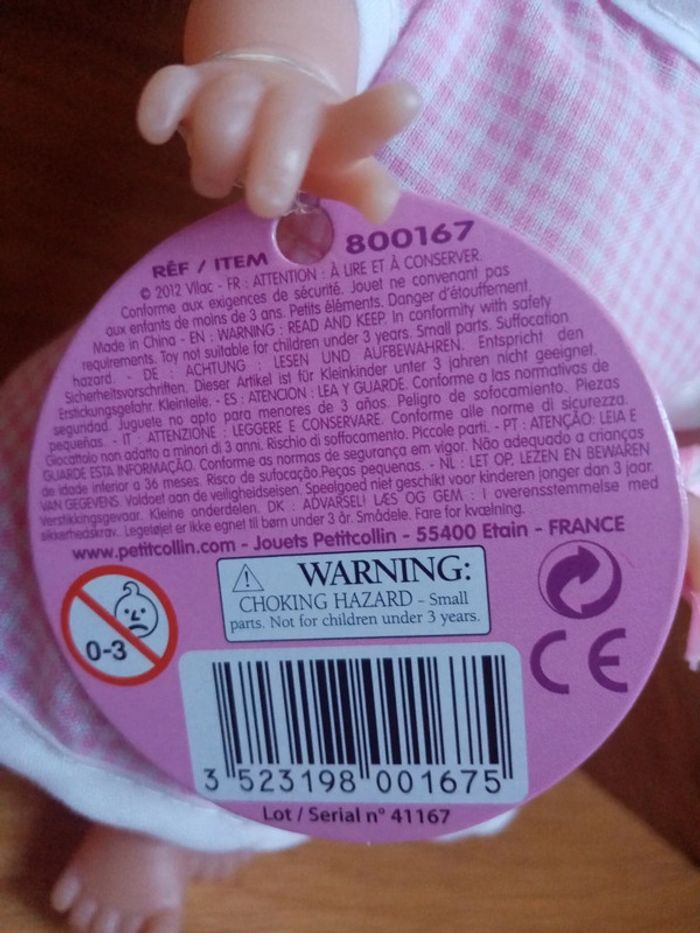 RÉF / ITEM 800167
© 2012 Vilac - FR : ATTENTION : À LIRE ET À CONSERVER.
Conforme aux exigences de sécurité. Jouet ne convenant pas
aux enfants de moins de 3 ans. Petits éléments. Danger d'étouffement.
Made in China - EN : WARNING : READ AND KEEP. In conformity with safety
requirements. Toy not suitable for children under 3 years. Small parts. Suffocation
hazard. - DE : ACHTUNG : LESEN UND AUFBEWAHREN. Entspricht den
Sicherheitsvorschriften. Dieser Artikel ist für Kleinkinder unter 3 jahren nicht geeignet.
Erstickungsgefahr. Kleinteile. - ES : ATENCION : LEA Y GUARDE. Conforme a las normativas de
seguridad. Juguete no apto para menores de 3 años. Peligro de sofocamiento. Piezas
pequeñas. - IT : ATTENZIONE : LEGGERE E CONSERVARE. Conforme alle norme di sicurezza.
Giocattolo non adatto a minori di 3 anni. Rischio di soffocamento. Piccole parti. - PT : ATENÇÃO: LEIA E
GUARDE ESTA INFORMAÇÃO. Conforme as normas de segurança em vigor. Não adequado a crianças
de idade inferior a 36 meses. Risco de sufocação.Peças pequenas. - NL : LET OP, LEZEN EN BEWAREN
VAN GEGEVENS. Voldoet aan de veiligheidseisen. Speelgoed niet geschikt voor kinderen jonger dan 3 jaar.
Verstikkingsgevaar. Kleine onderdelen. DK : ADVARSEL! LÆS OG GEM : I overensstemmelse med
sikkerhedskrav. Legetøjet er ikke egnet til børn under 3 år. Smådele. Fare for kvælning.
www.petitcollin.com - Jouets Petitcollin - 55400 Etain - FRANCE
0-3
WARNING:
CHOKING HAZARD - Small
parts. Not for children under 3 years.
CE
3 523198 001675
Lot / Serial n° 41167